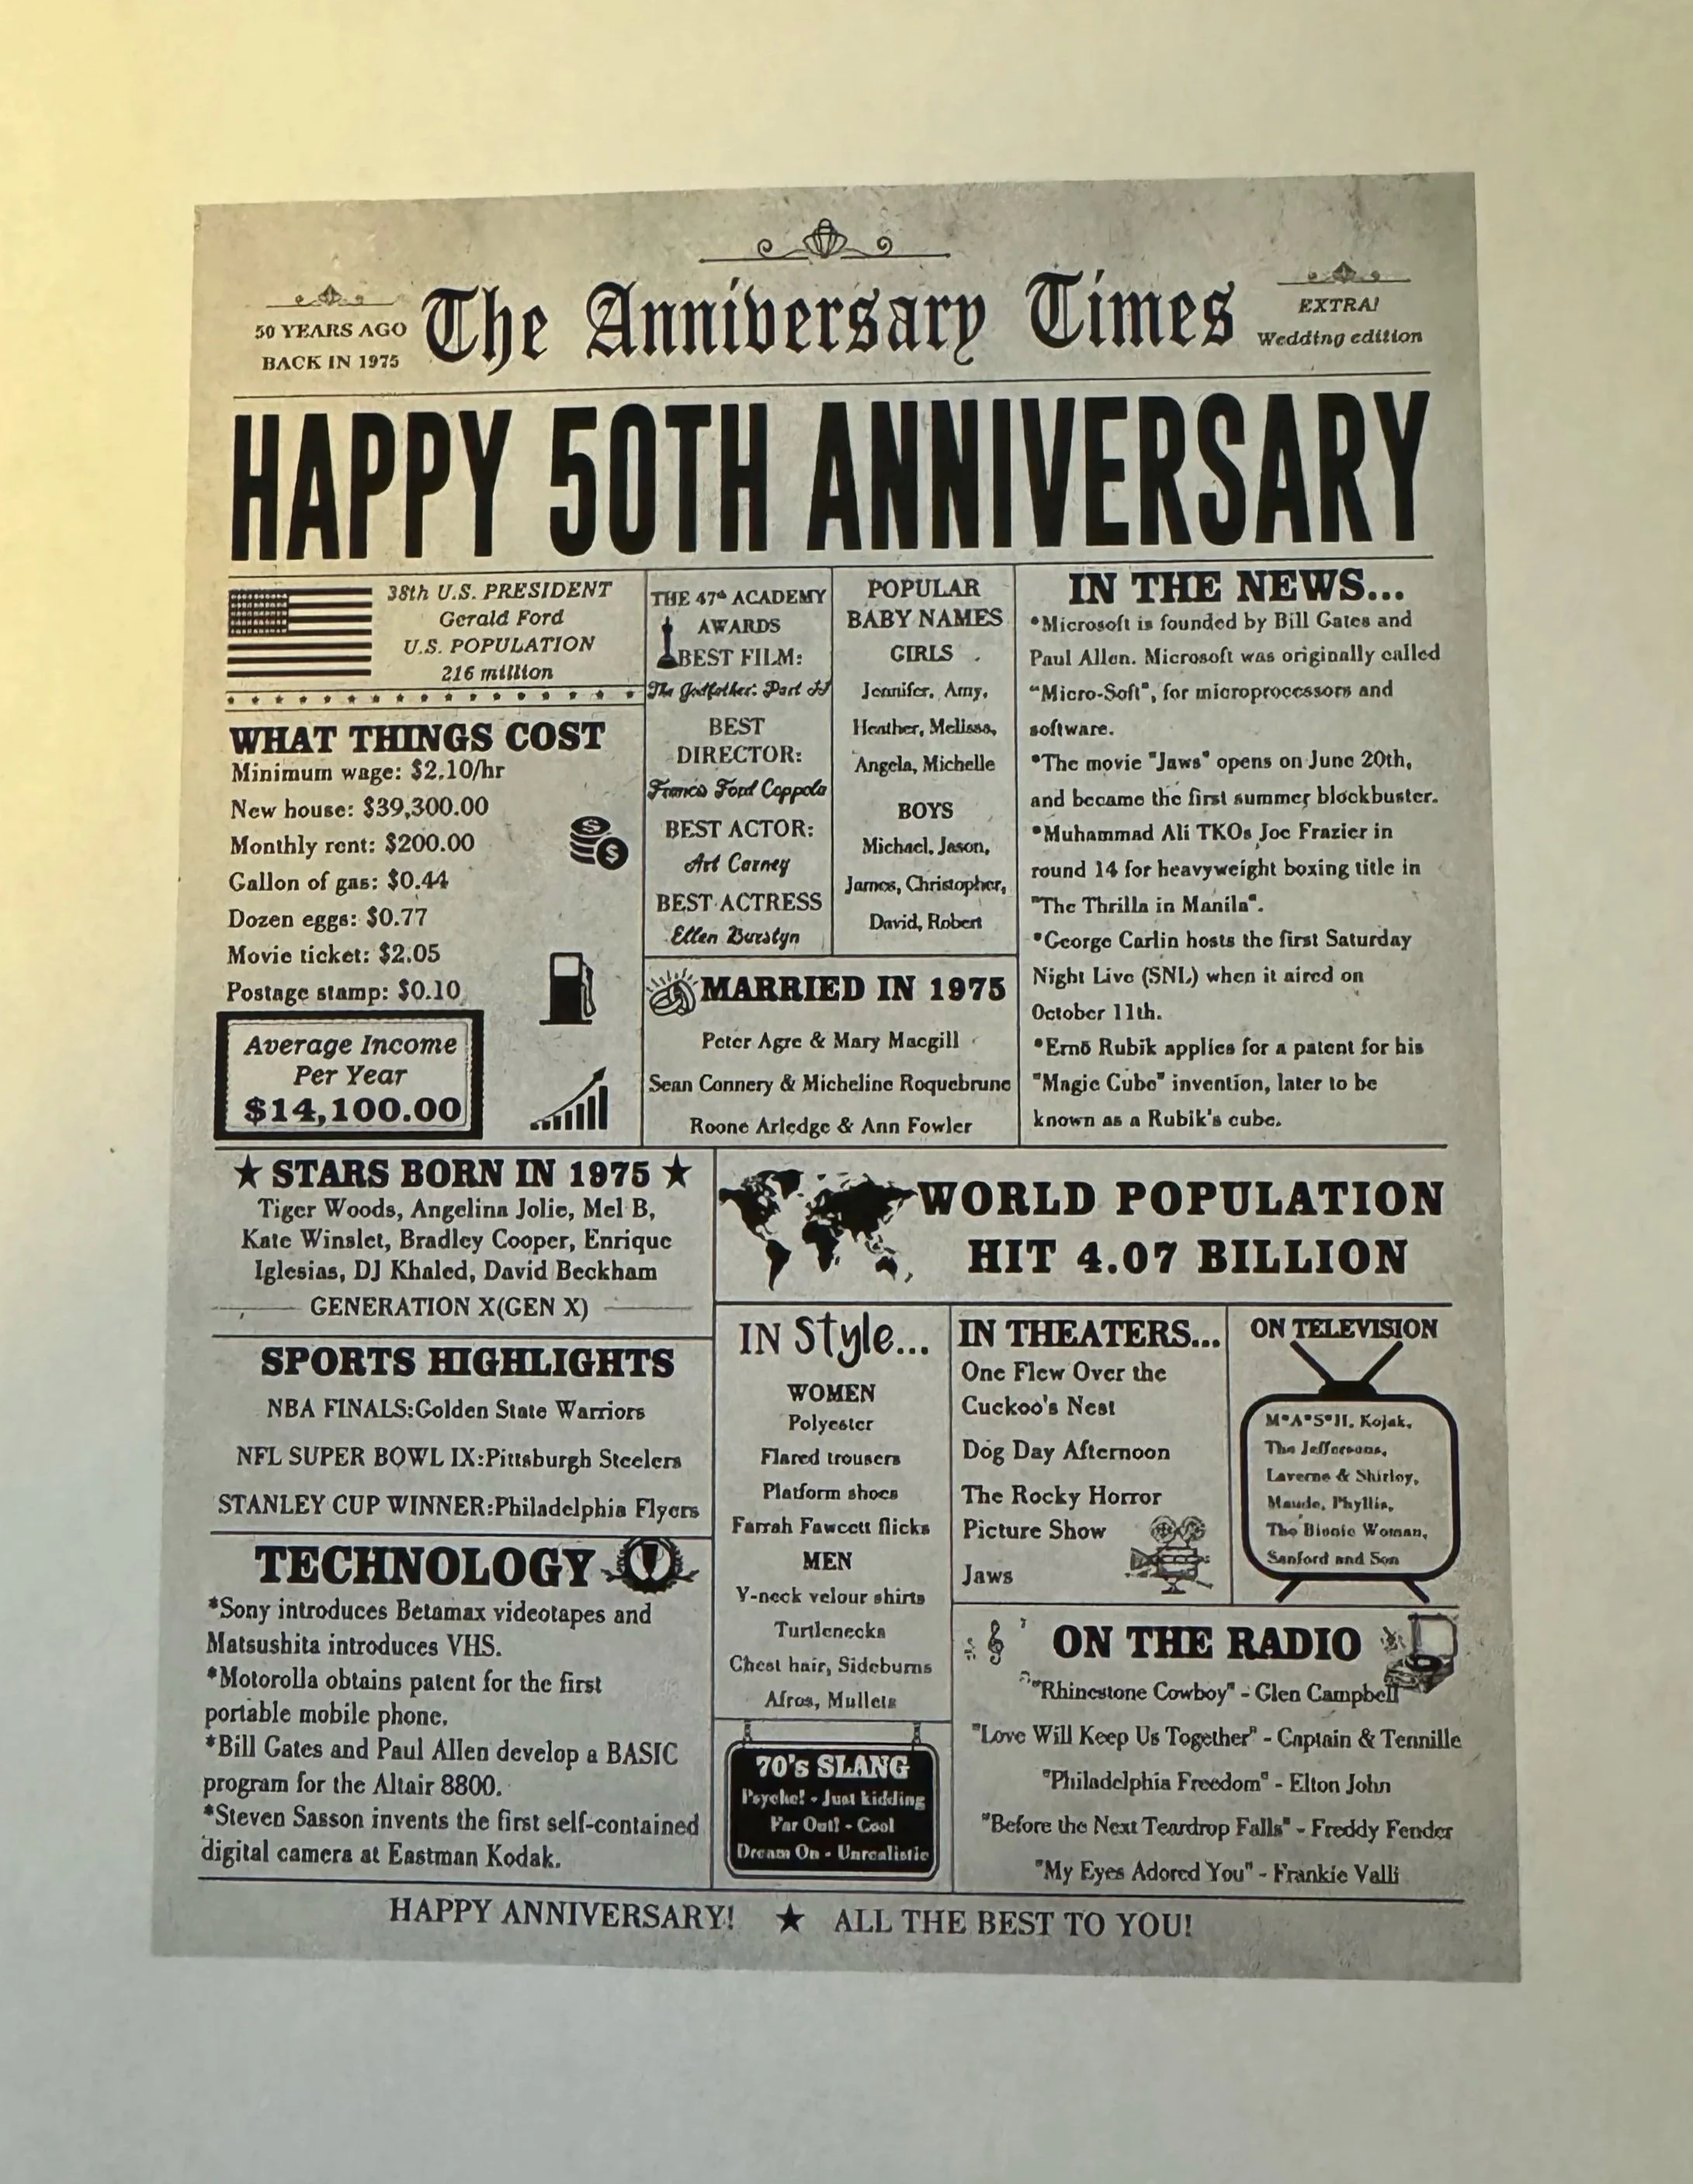 50 YEARS AGO
BACK IN 1975
The Anniversary Times
EXTRA!
Wedding edition
HAPPY 50TH ANNIVERSARY
38th U.S. PRESIDENT
Gerald Ford
U.S. POPULATION
216 million
WHAT THINGS COST
Minimum wage: $2.10/hr
New house: $39,300.00
Monthly rent: $200.00
Gallon of gas: $0.44
Dozen eggs: $0.77
Movie ticket: $2.05
Postage stamp: $0.10
Average Income
Per Year
$14,100.00
THE 47th ACADEMY
AWARDS
BEST FILM:
The Godfather: Part II
BEST
DIRECTOR:
Francis Ford Coppola
BEST ACTOR:
Art Carney
BEST ACTRESS
Ellen Burstyn
POPULAR
BABY NAMES
GIRLS
Jennifer, Amy,
Heather, Melissa,
Angela, Michelle
BOYS
Michael, Jason,
James, Christopher,
David, Robert
MARRIED IN 1975
Peter Agre & Mary Macgill
Sean Connery & Micheline Roquebrune
Roone Arledge & Ann Fowler
IN THE NEWS...
*Microsoft is founded by Bill Gates and
Paul Allen. Microsoft was originally called
"Micro-Soft", for microprocessors and
software.
*The movie "Jaws" opens on June 20th,
and became the first summer blockbuster.
*Muhammad Ali TKOs Joe Frazier in
round 14 for heavyweight boxing title in
"The Thrilla in Manila".
*George Carlin hosts the first Saturday
Night Live (SNL) when it aired on
October 11th.
*Ernő Rubik applies for a patent for his
"Magic Cube" invention, later to be
known as a Rubik's cube.
★ STARS BORN IN 1975 ★
Tiger Woods, Angelina Jolie, Mel B,
Kate Winslet, Bradley Cooper, Enrique
Iglesias, DJ Khaled, David Beckham
GENERATION X(GEN X)
SPORTS HIGHLIGHTS
NBA FINALS:Golden State Warriors
NFL SUPER BOWL IX:Pittsburgh Steelers
STANLEY CUP WINNER:Philadelphia Flyers
TECHNOLOGY
*Sony introduces Betamax videotapes and
Matsushita introduces VHS.
*Motorolla obtains patent for the first
portable mobile phone.
*Bill Gates and Paul Allen develop a BASIC
program for the Altair 8800.
*Steven Sasson invents the first self-contained
digital camera at Eastman Kodak.
WORLD POPULATION
HIT 4.07 BILLION
IN Style...
WOMEN
Polyester
Flared trousers
Platform shoes
Farrah Fawcett flicks
MEN
V-neck velour shirts
Turtlenecks
Chest hair, Sideburns
Afros, Mullets
70's SLANG
Psyche! - Just kidding
Far Out! - Cool
Dream On - Unrealistic
IN THEATERS...
One Flew Over the
Cuckoo's Nest
Dog Day Afternoon
The Rocky Horror
Picture Show
Jaws
ON TELEVISION
M*A*S*H, Kojak,
The Jeffersons,
Laverne & Shirley,
Maude, Phyllis,
The Bionic Woman,
Sanford and Son
ON THE RADIO
"Rhinestone Cowboy" - Glen Campbell
"Love Will Keep Us Together" - Captain & Tennille
"Philadelphia Freedom" - Elton John
"Before the Next Teardrop Falls" - Freddy Fender
"My Eyes Adored You" - Frankie Valli
HAPPY ANNIVERSARY! ★ ALL THE BEST TO YOU!